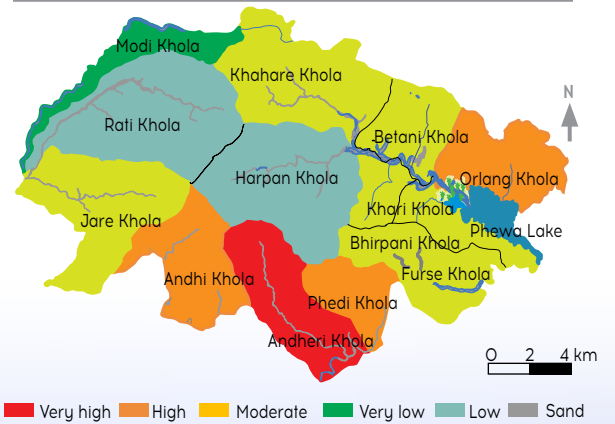 Modi Khola
Khahare Khola
N
Rati Khola
Betani Khola
Harpan Khola
Orlang Khola
Jare Khola
Khari Khola
Phewa Lake
Bhirpani Khola
Andhi Khola
Furse Khola
Phedi Khola
Andheri Khola
0 2 4 km
Very high High Moderate Very low Low Sand